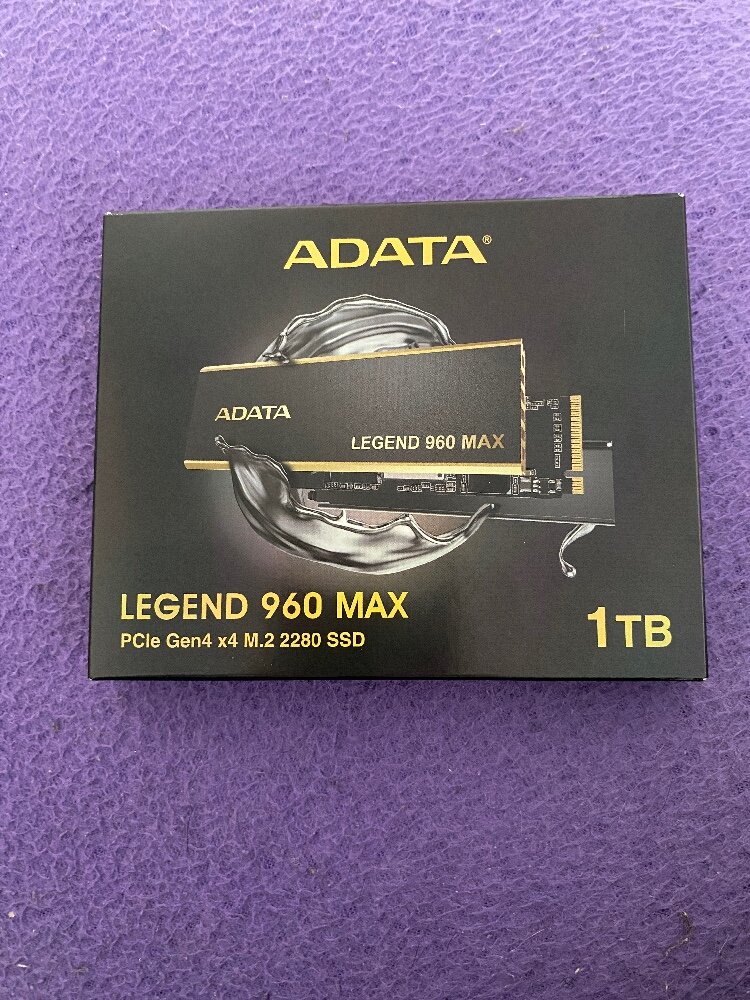 ADATA®
ADATA
LEGEND 960 MAX
LEGEND 960 MAX
PCIe Gen4 x4 M.2 2280 SSD
1TB